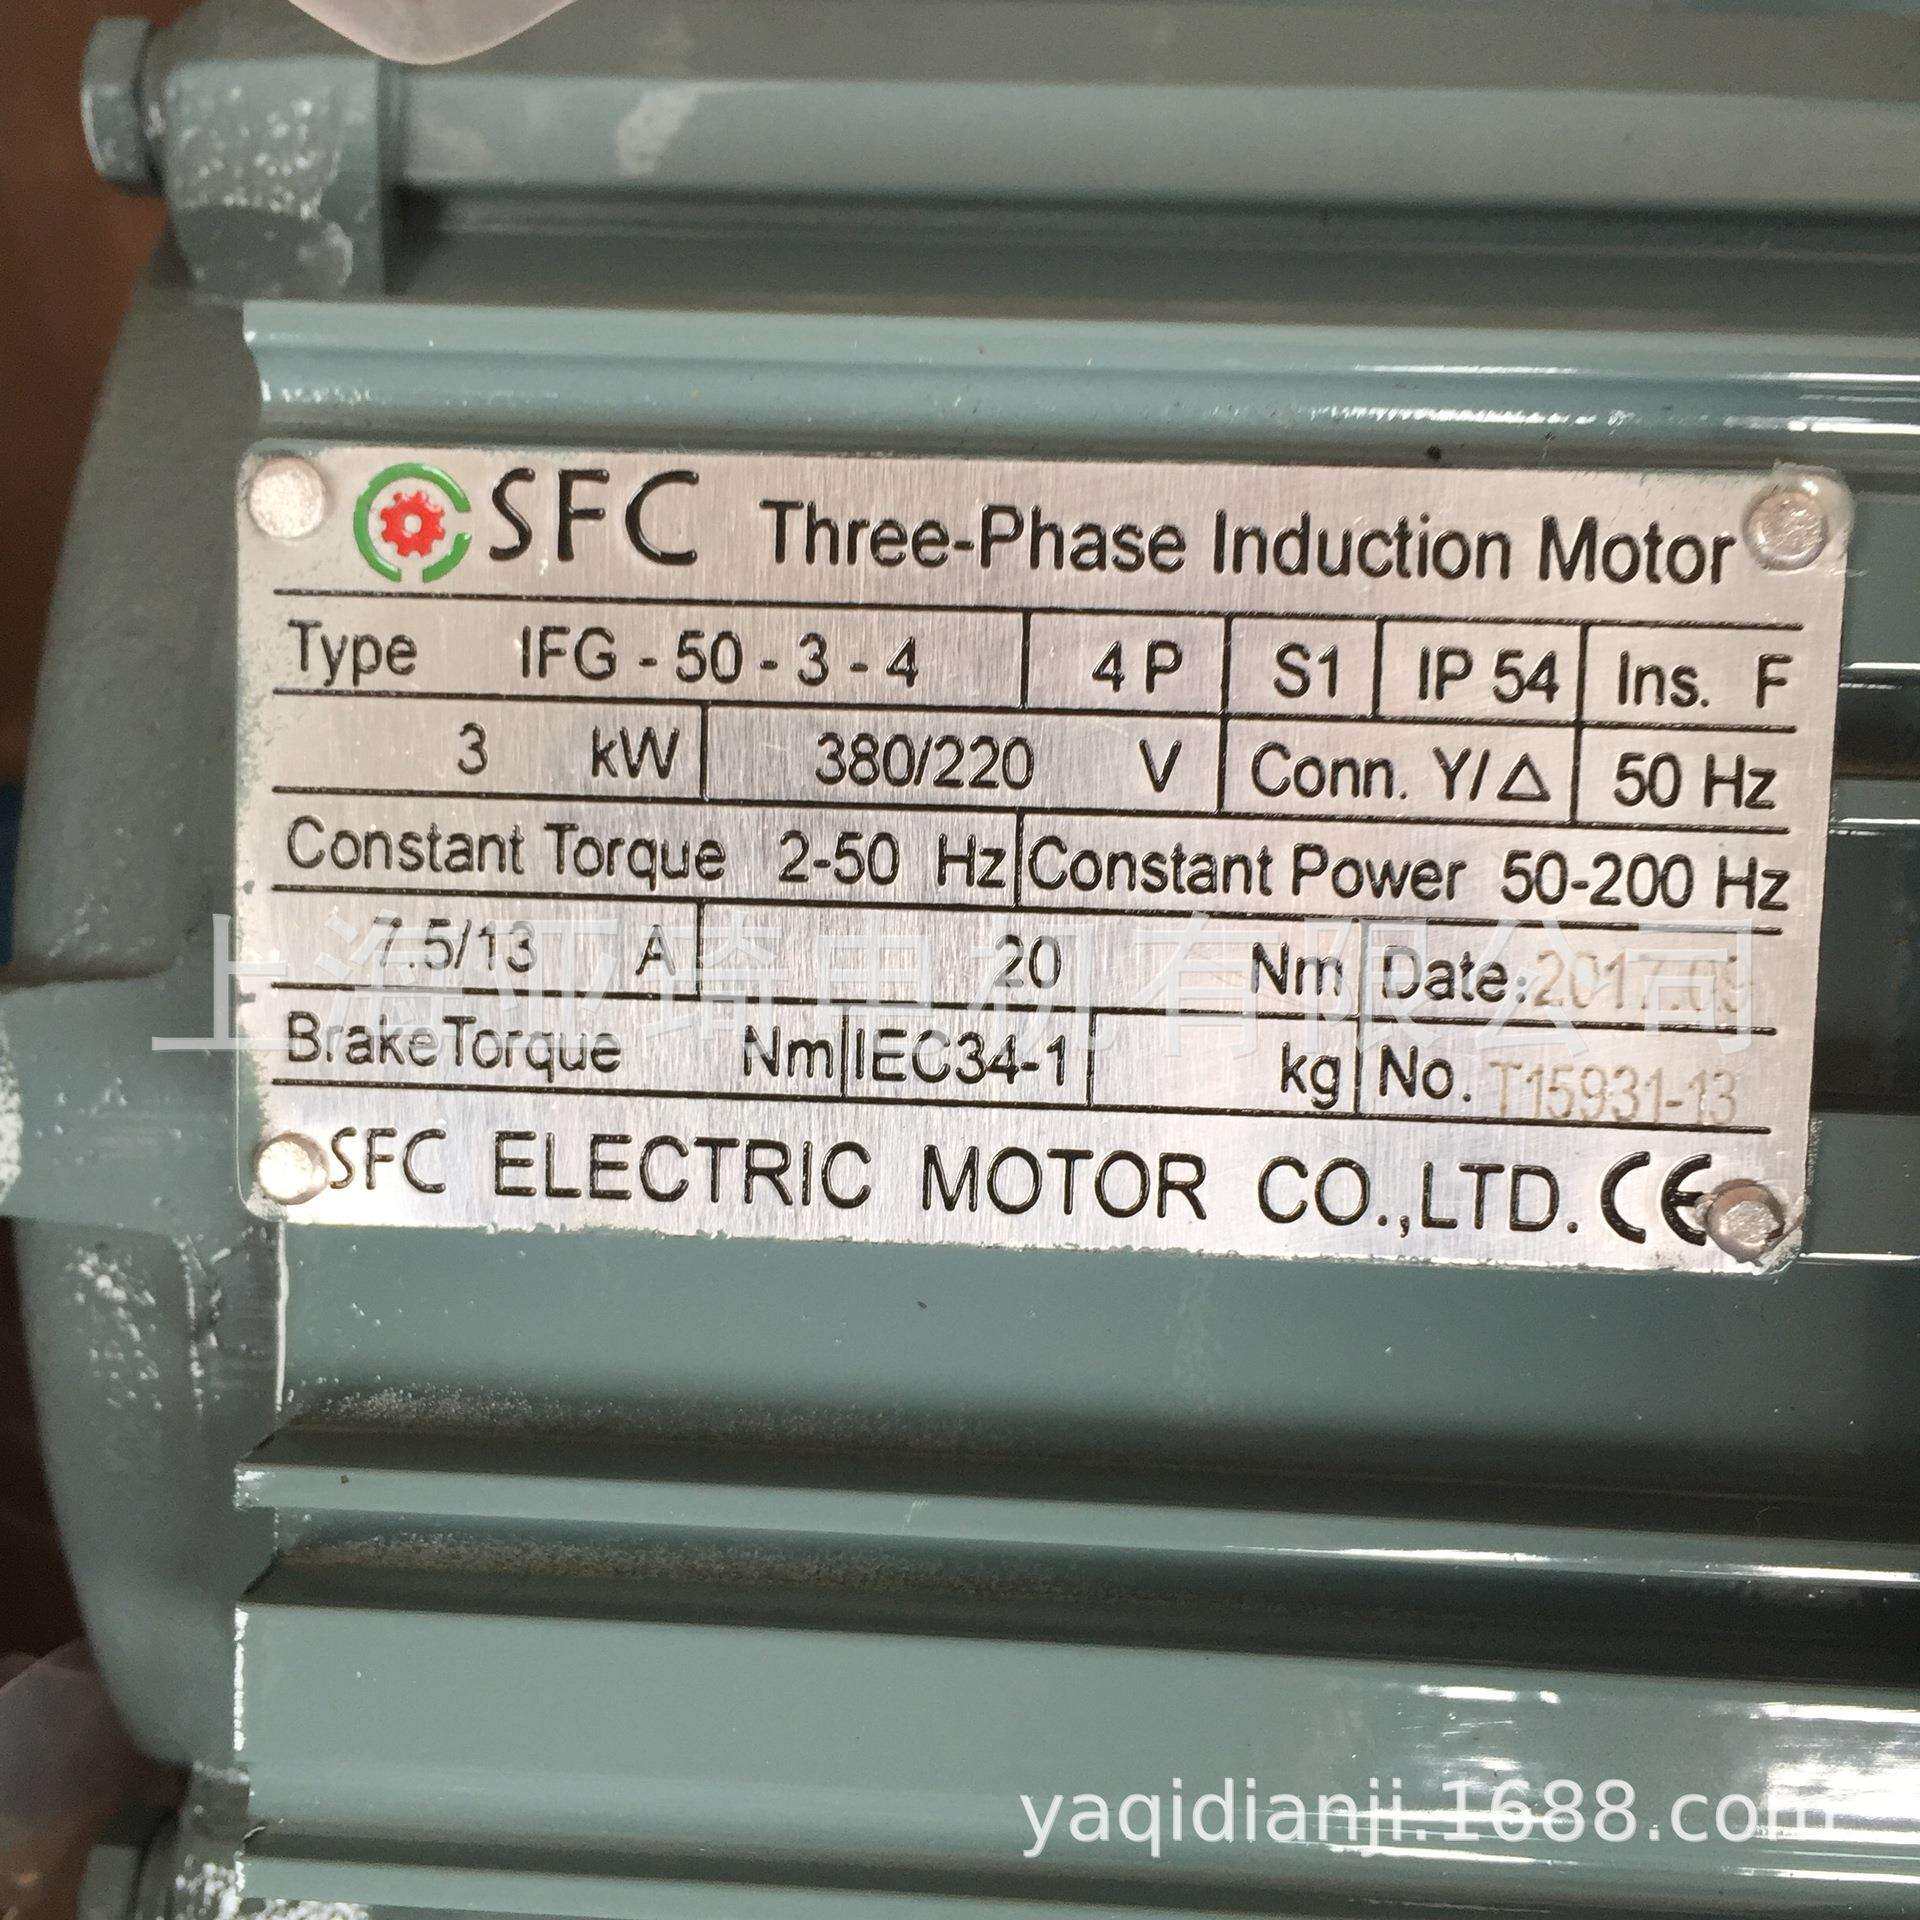 SFC Three-Phase Induction Motor
Type IFG - 50 - 3 - 4 4 P S1 IP 54 Ins. F
3 kW 380/220 V Conn. Y/△ 50 Hz
Constant Torque 2-50 Hz Constant Power 50-200 Hz
7.5/13 A 20 Nm Date: 2017.09
上海亚琦电机有限公司
Brake Torque Nm IEC34-1 kg No. T15931-13
SFC ELECTRIC MOTOR CO.,LTD. CE
yaqidianji.1688.com